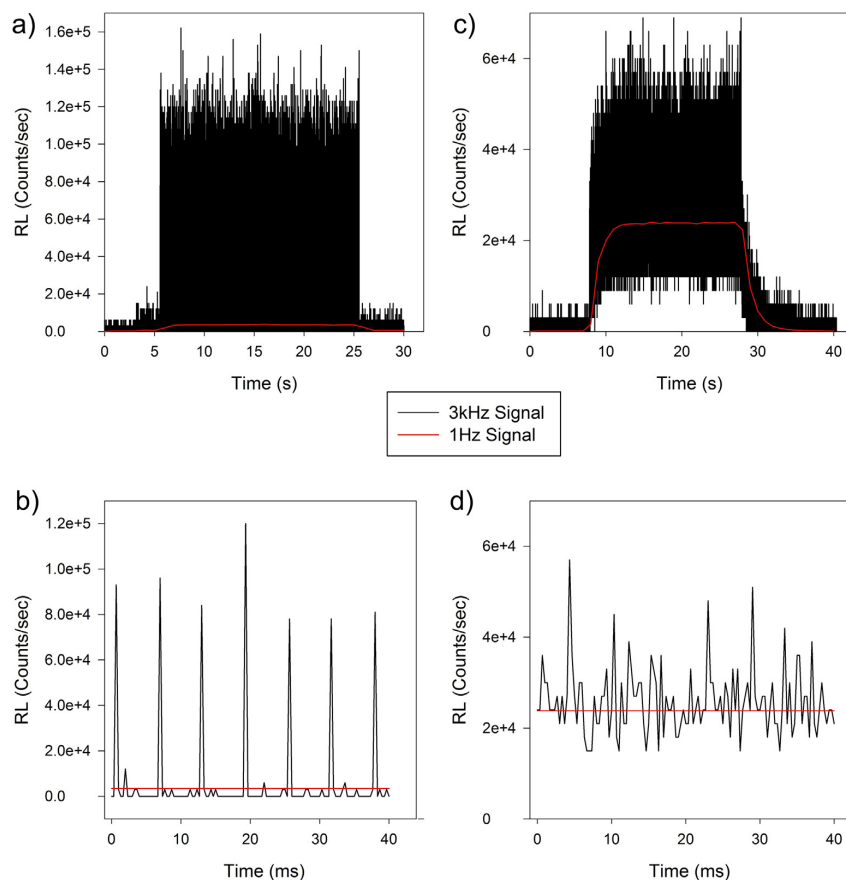 a)
RL (Counts/sec)
1.6e+5
1.4e+5
1.2e+5
1.0e+5
8.0e+4
6.0e+4
4.0e+4
2.0e+4
0.0
0 5 10 15 20 25 30
Time (s)
c)
RL (Counts/sec)
6e+4
4e+4
2e+4
0
0 10 20 30 40
Time (s)
3kHz Signal
1Hz Signal
b)
RL (Counts/sec)
1.2e+5
1.0e+5
8.0e+4
6.0e+4
4.0e+4
2.0e+4
0.0
0 10 20 30 40
Time (ms)
d)
RL (Counts/sec)
6e+4
4e+4
2e+4
0
0 10 20 30 40
Time (ms)